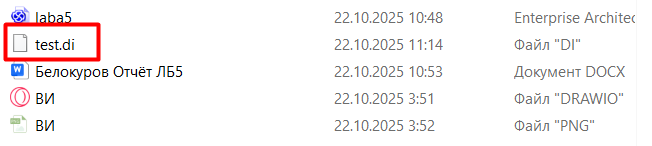 laba5 22.10.2025 10:48 Enterprise Architec
test.di 22.10.2025 11:14 Файл "DI"
Белокуров Отчёт ЛБ5 22.10.2025 10:53 Документ DOCX
ВИ 22.10.2025 3:51 Файл "DRAWIO"
ВИ 22.10.2025 3:52 Файл "PNG"